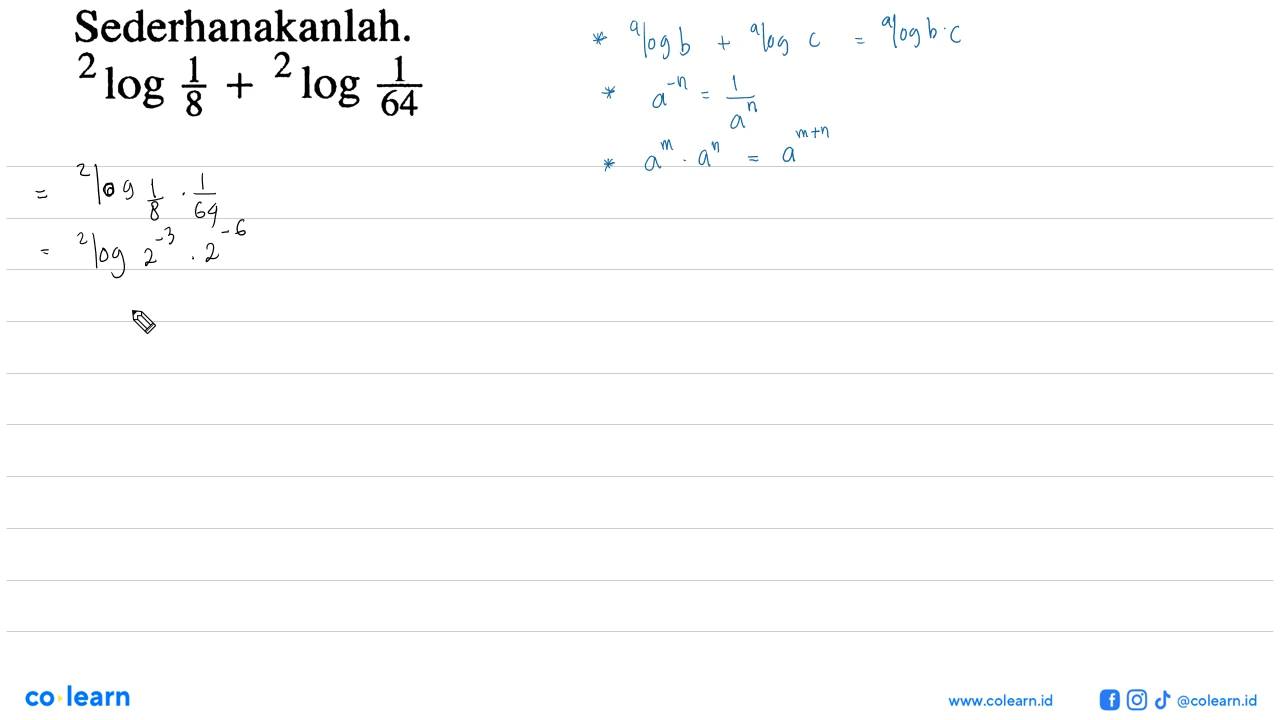 Sederhanakanlah.
²log 1/8 + ²log 1/64
* ᵃlog b + ᵃlog c = ᵃlog b · c
* a⁻ⁿ = 1/aⁿ
* aᵐ · aⁿ = aᵐ⁺ⁿ
= ²log 1/8 · 1/64
= ²log 2⁻³ · 2⁻⁶
co learn
www.colearn.id
@colearn.id